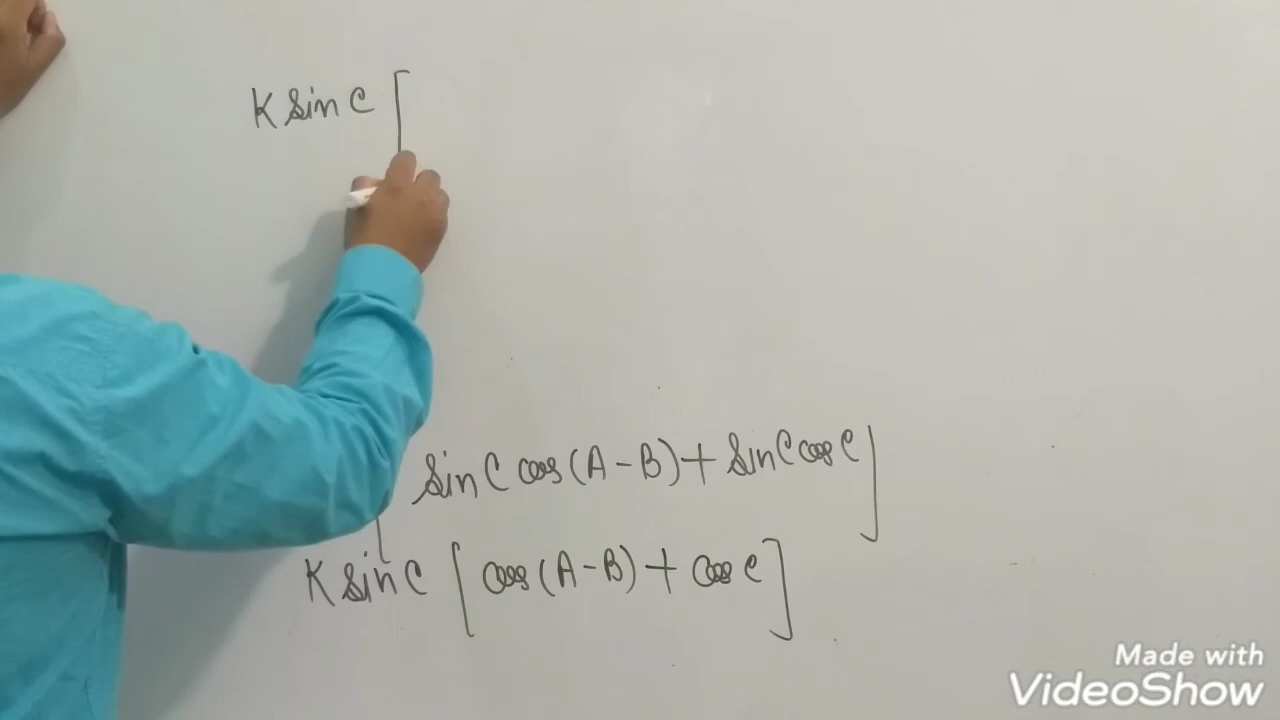 K sin C [
sin C cos (A - B) + sin C cos C ]
K sin C [ cos (A - B) + cos C ]
Made with
VideoShow